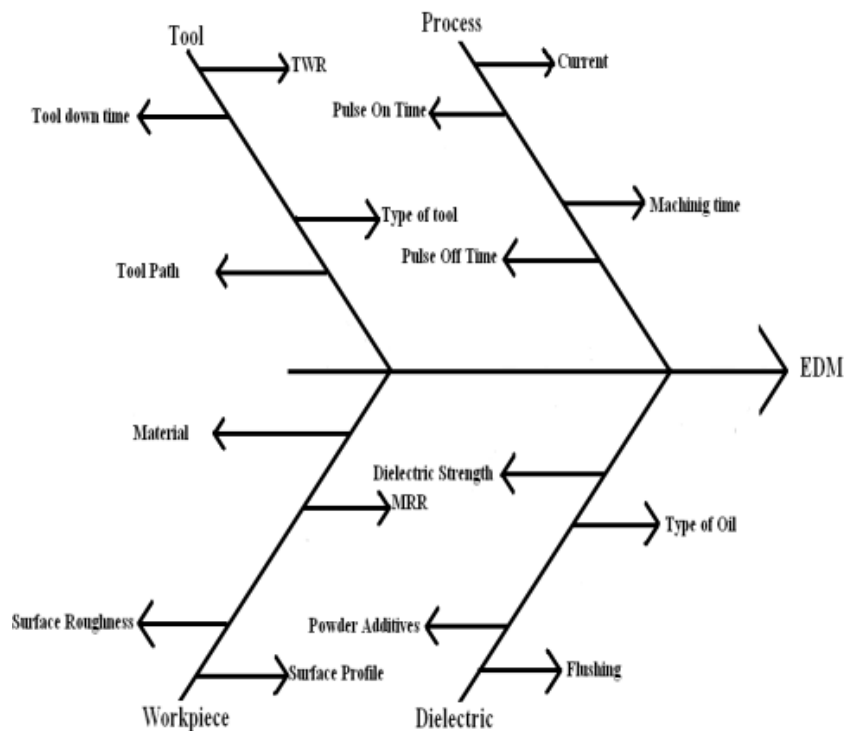 Tool
TWR
Tool down time
Type of tool
Tool Path
Process
Current
Pulse On Time
Machinig time
Pulse Off Time
EDM
Material
MRR
Surface Roughness
Surface Profile
Workpiece
Dielectric Strength
Type of Oil
Powder Additives
Flushing
Dielectric